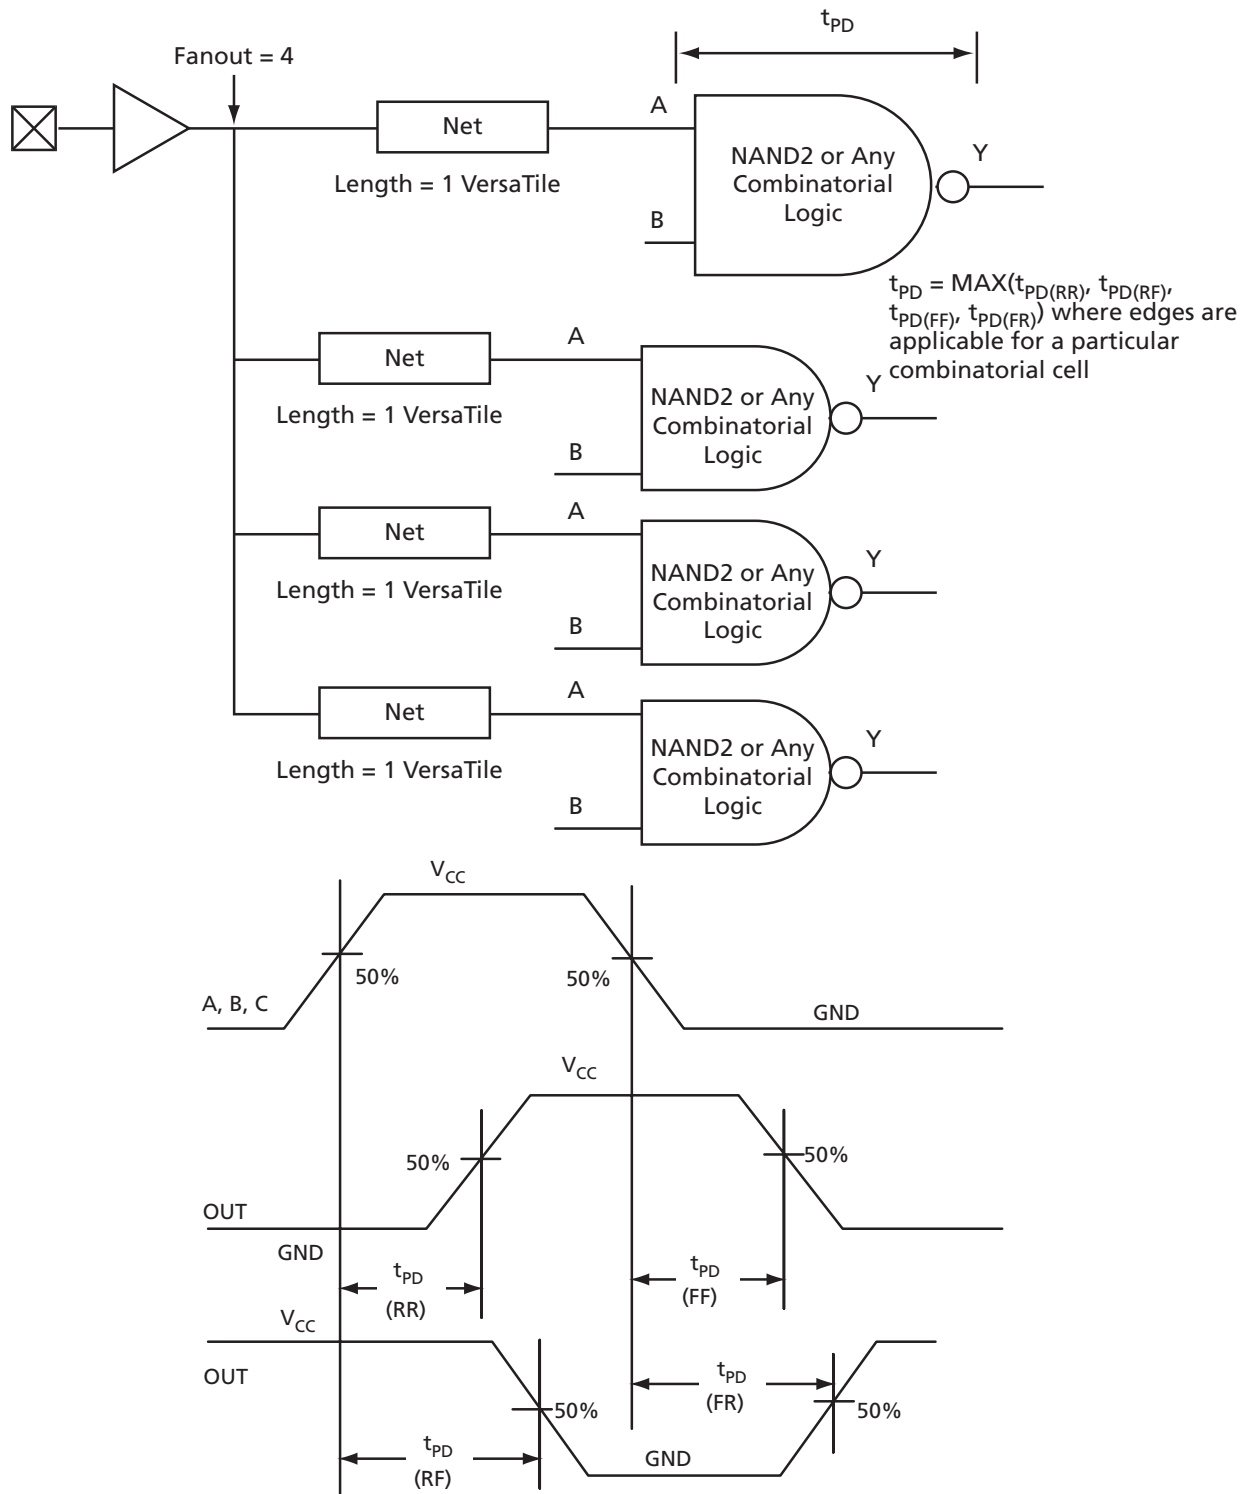 tPD
Fanout = 4
Net
Length = 1 VersaTile
A
B
NAND2 or Any
Combinatorial
Logic
Y
tPD = MAX(tPD(RR), tPD(RF),
tPD(FF), tPD(FR)) where edges are
applicable for a particular
combinatorial cell
Net
Length = 1 VersaTile
A
B
NAND2 or Any
Combinatorial
Logic
Y
Net
Length = 1 VersaTile
A
B
NAND2 or Any
Combinatorial
Logic
Y
Net
Length = 1 VersaTile
A
B
NAND2 or Any
Combinatorial
Logic
Y
VCC
50%
50%
A, B, C
GND
VCC
50%
50%
OUT
GND
tPD
(RR)
tPD
(FF)
VCC
OUT
tPD
(FR)
50%
50%
tPD
(RF)
GND